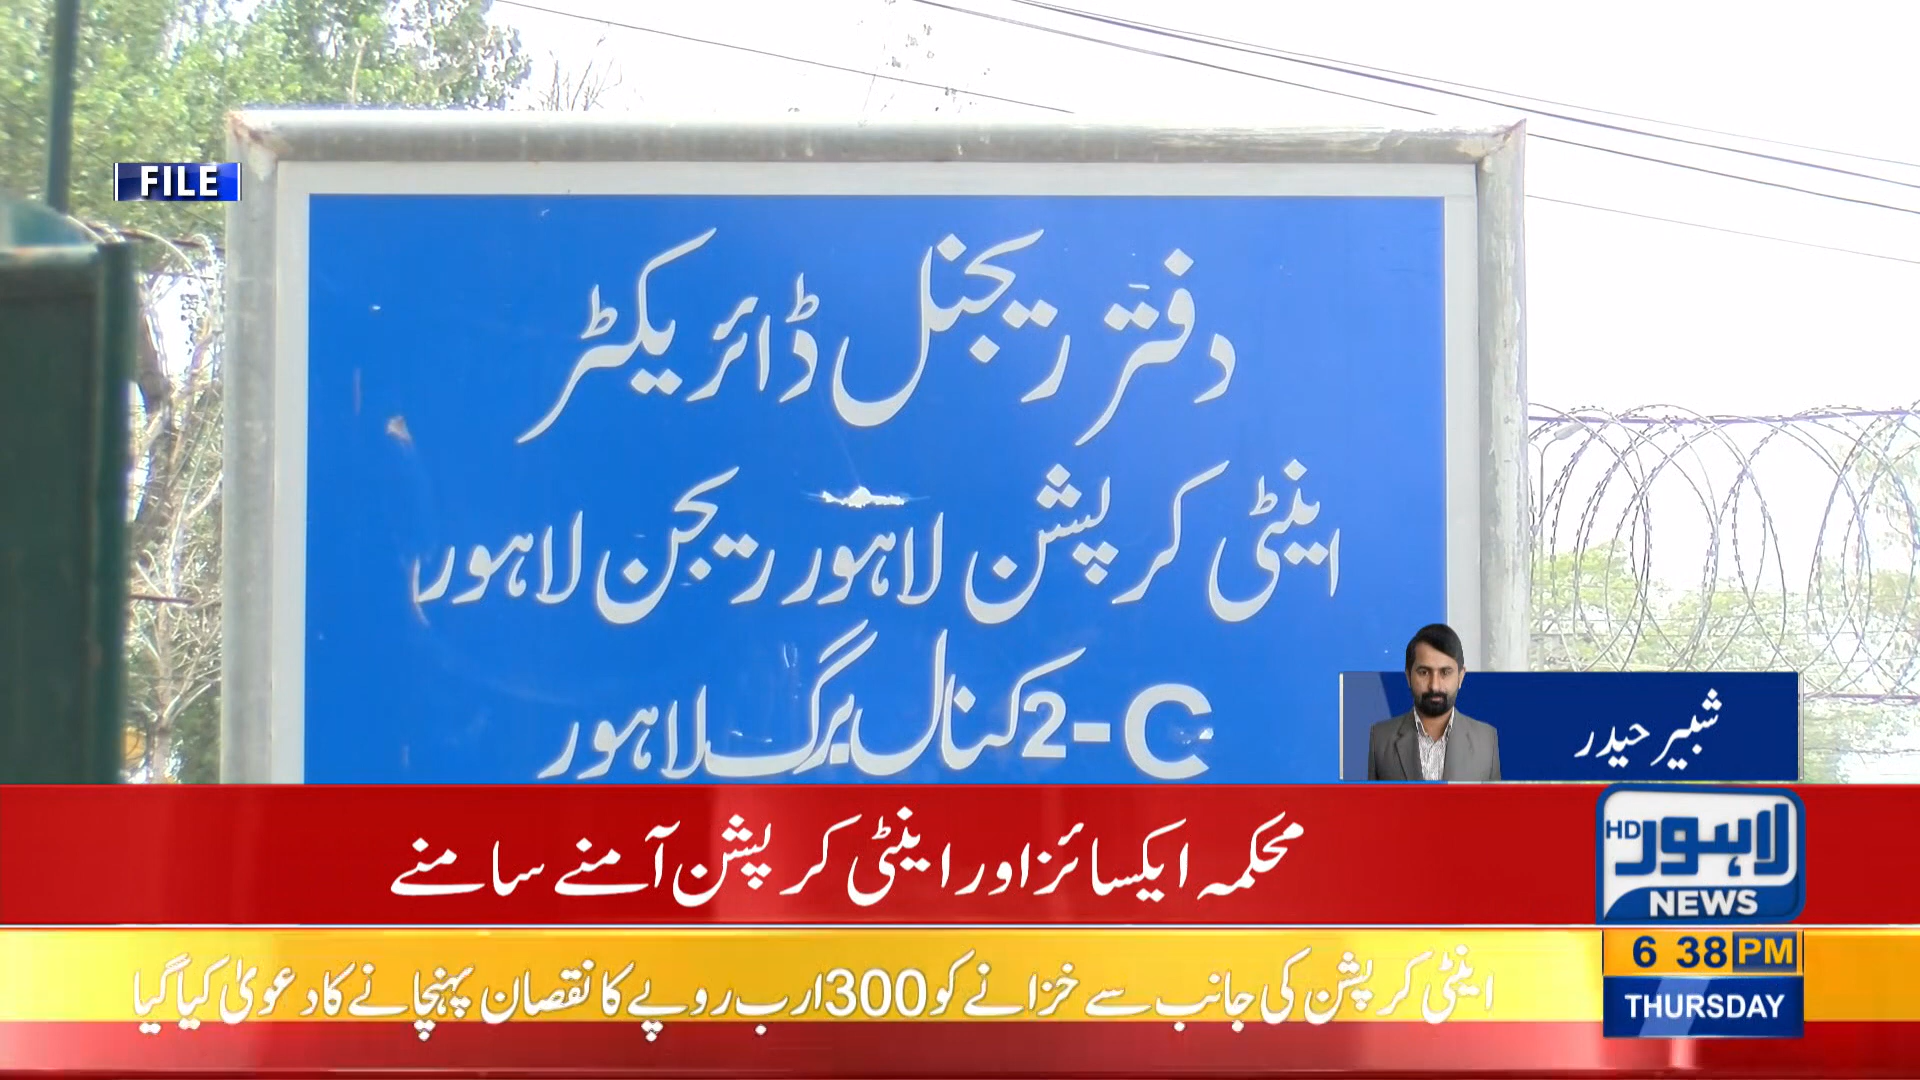 FILE
دفتر ریجنل ڈائریکٹر
اینٹی کرپشن لاہور ریجن لاہور
2-C کنال برگ لاہور
شبیر حیدر
محکمہ ایکسائز اور اینٹی کرپشن آمنے سامنے
لاہور HD
NEWS
اینٹی کرپشن کی جانب سے خزانے کو 300 ارب روپے کا نقصان پہنچانے کا دعویٰ کیا گیا
6 38 PM
THURSDAY